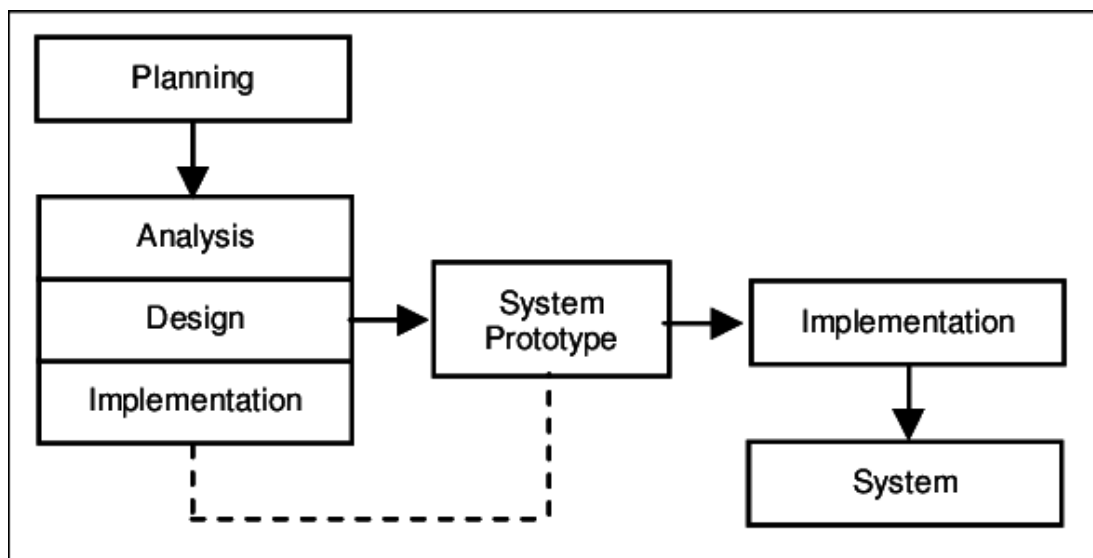 Planning
Analysis
Design
Implementation
System
Prototype
Implementation
System